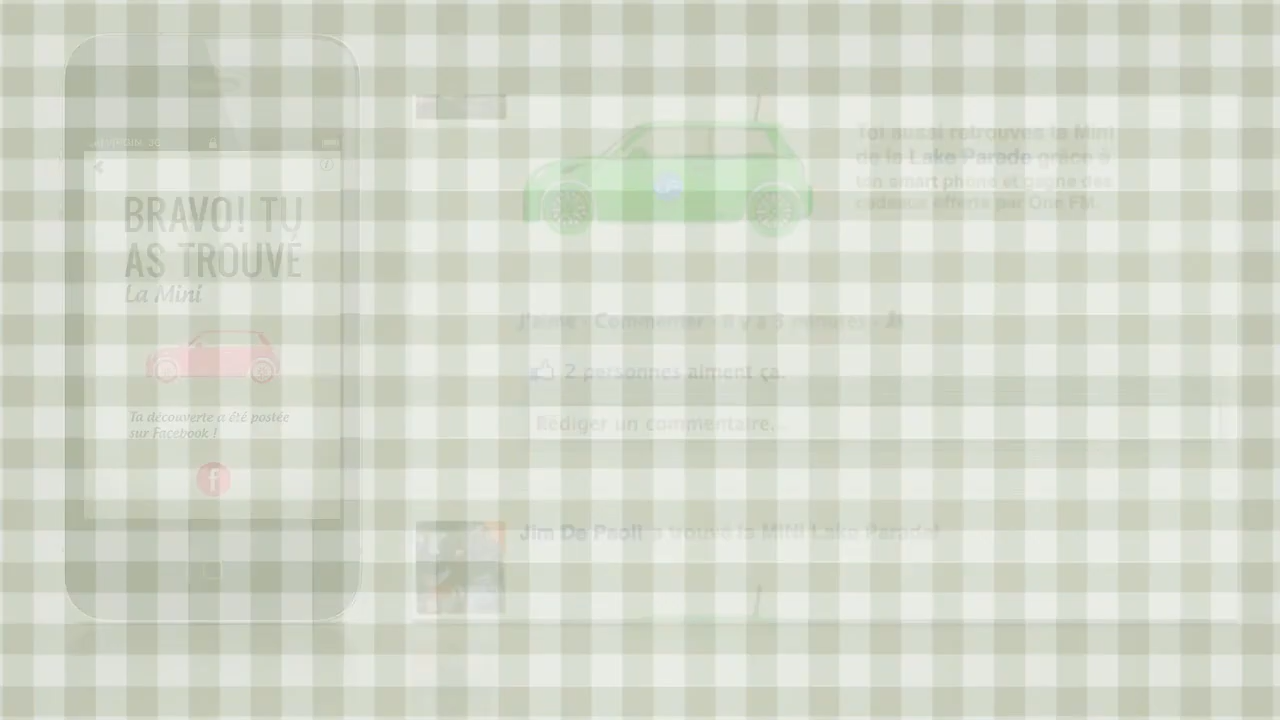 3G
BRAVO! TU
AS TROUVÉ
La Mini
Ta découverte a été postée
sur Facebook !
f
Toi aussi retrouves la Mini
de la Lake Parade grâce à
ton smart phone et gagne des
cadeaux offerts par One FM.
J'aime · Commenter · Il y a 3 minutes ·
2 personnes aiment ça.
Rédiger un commentaire...
Jim De Paoli a trouvé la Mini Lake Parade!